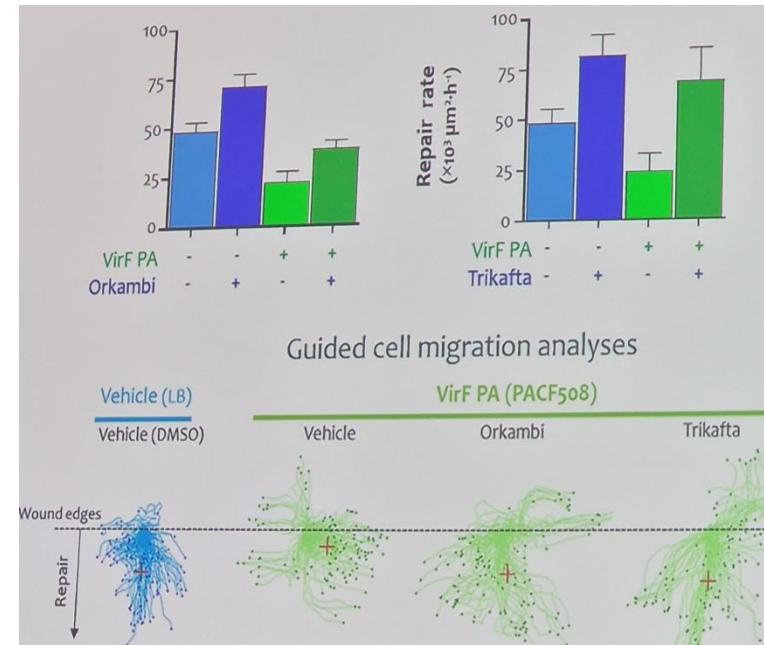 100
75
50
25
0
VirF PA - - + +
Orkambi - + - +
Repair rate
(×10³ µm²·h⁻¹)
100
75
50
25
0
VirF PA - - + +
Trikafta - + - +
Guided cell migration analyses
Vehicle (LB)
VirF PA (PACF508)
Vehicle (DMSO)
Vehicle
Orkambi
Trikafta
Wound edges
Repair